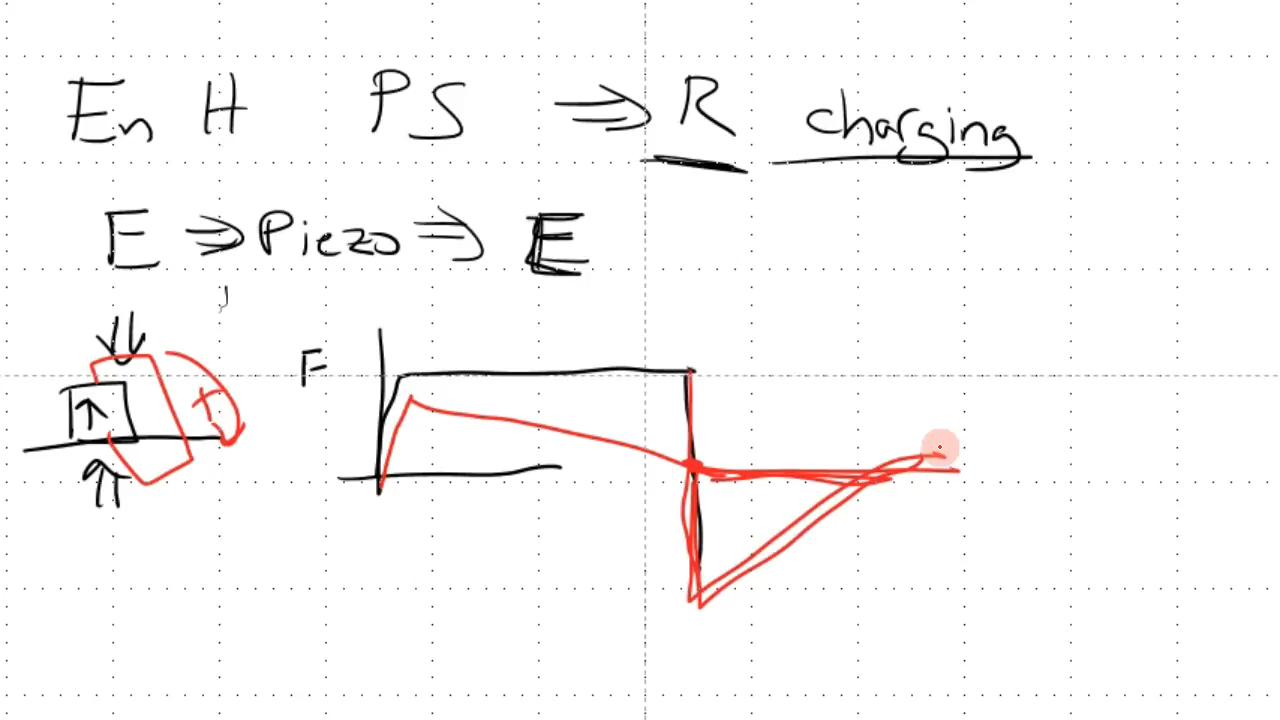 En H PS ⇒ R charging
E ⇒ Piezo ⇒ E
F
+